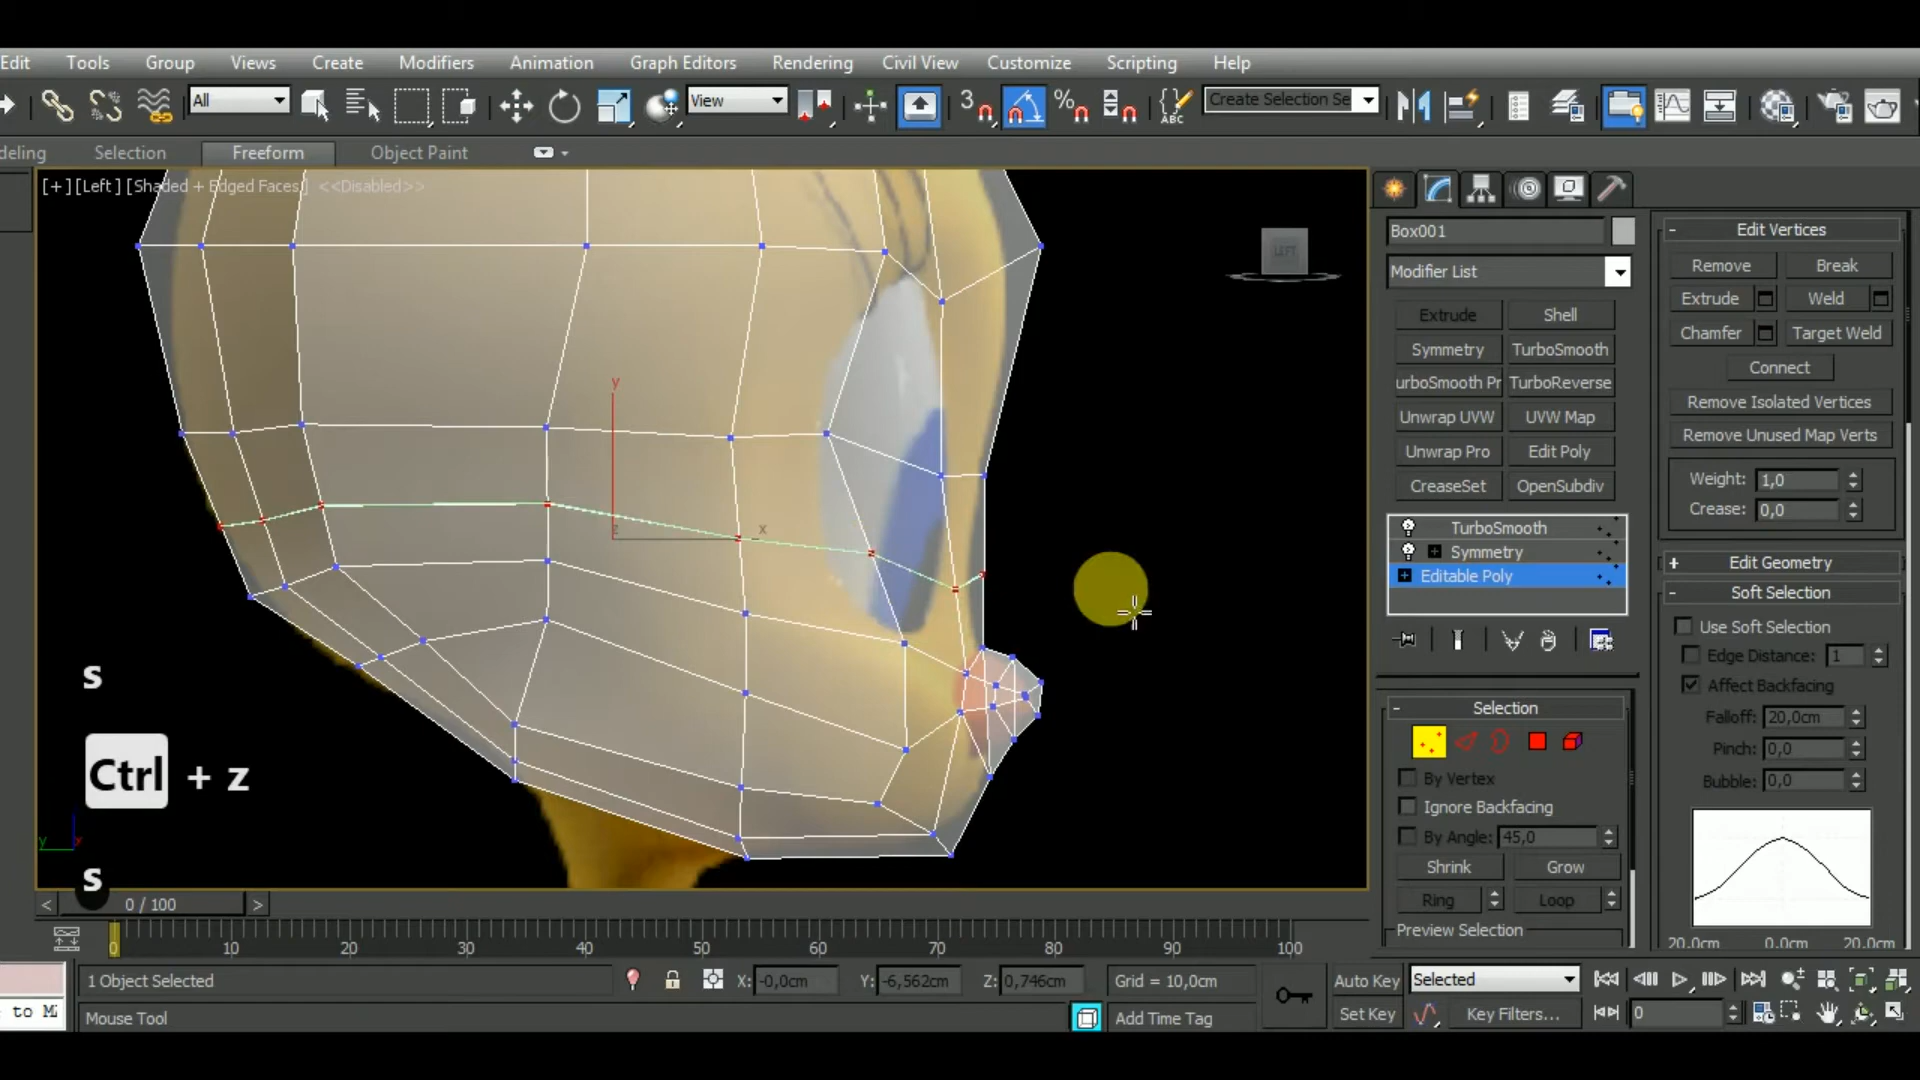 Edit Tools Group Views Create Modifiers Animation Graph Editors Rendering Civil View Customize Scripting Help
All View 3 % ABC Create Selection Se
deling Selection Freeform Object Paint
[+] [Left] [Shaded + Edged Faces] <<Disabled>>
LEFT
y
x
z
s
Ctrl + z
s
y
Box001
Modifier List
Extrude Shell
Symmetry TurboSmooth
urboSmooth Pr TurboReverse
Unwrap UVW UVW Map
Unwrap Pro Edit Poly
CreaseSet OpenSubdiv
TurboSmooth
+ Symmetry
+ Editable Poly
- Selection
By Vertex
Ignore Backfacing
By Angle: 45,0
Shrink Grow
Ring Loop
Preview Selection
- Edit Vertices
Remove Break
Extrude Weld
Chamfer Target Weld
Connect
Remove Isolated Vertices
Remove Unused Map Verts
Weight: 1,0
Crease: 0,0
+ Edit Geometry
- Soft Selection
Use Soft Selection
Edge Distance: 1
Affect Backfacing
Falloff: 20,0cm
Pinch: 0,0
Bubble: 0,0
20,0cm 0,0cm 20,0cm
< 0 / 100 >
0 10 20 30 40 50 60 70 80 90 100
1 Object Selected X: -0,0cm Y: -6,562cm Z: 0,746cm Grid = 10,0cm Auto Key Selected
to Mi Mouse Tool Add Time Tag Set Key Key Filters... 0